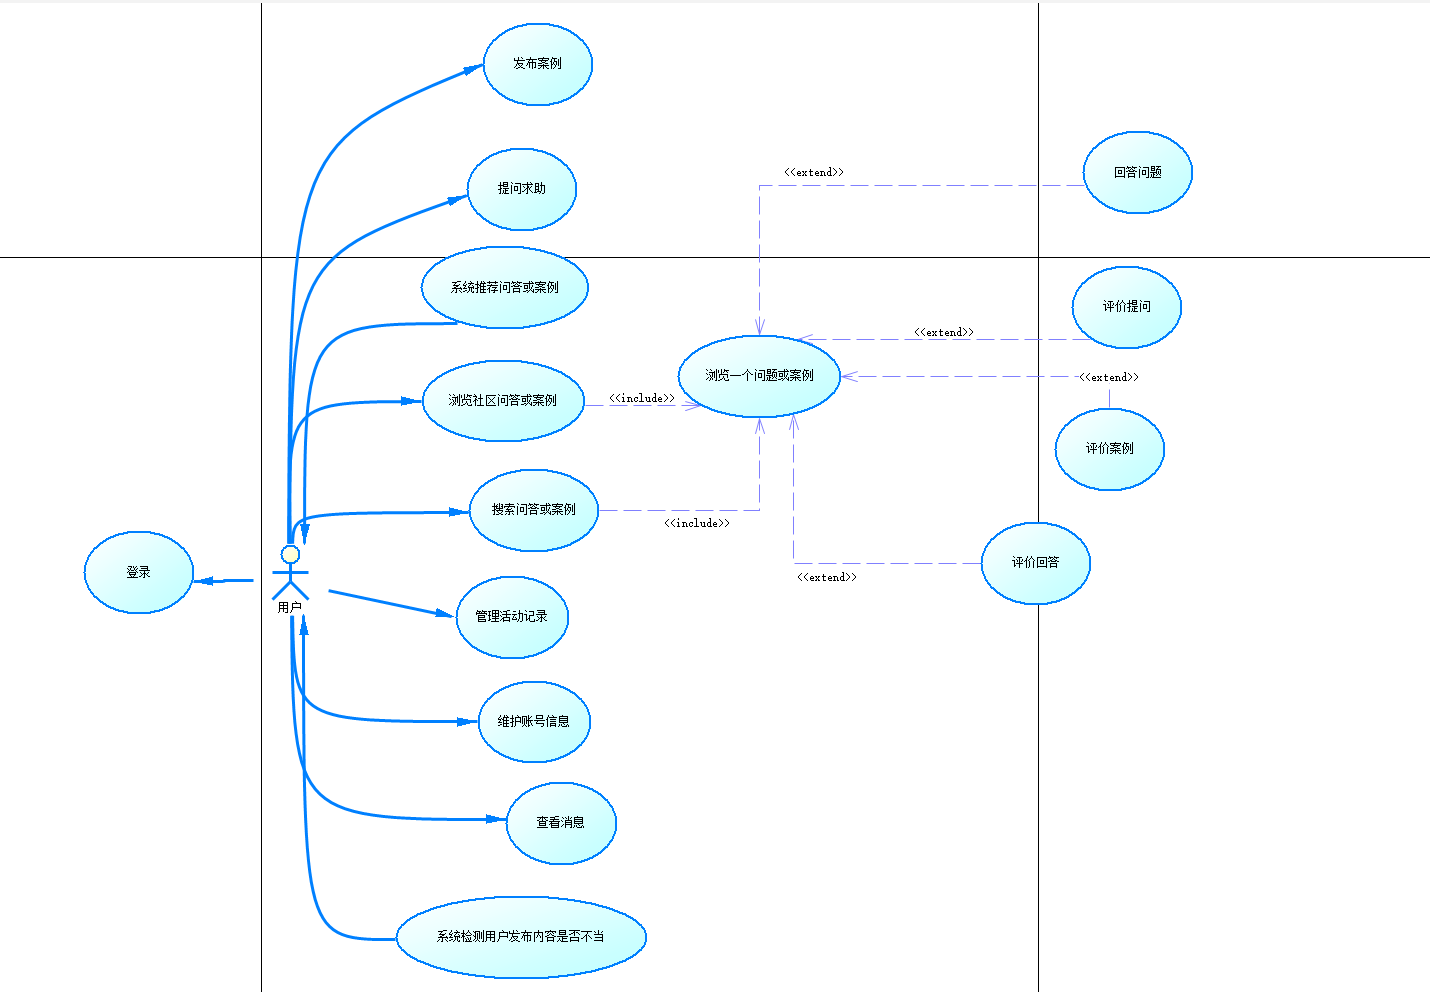 发布案例
提问求助
<<extend>>
回答问题
系统推荐问答或案例
评价提问
<<extend>>
浏览一个问题或案例
<<extend>>
浏览社区问答或案例
<<include>>
评价案例
搜索问答或案例
<<include>>
登录
评价回答
<<extend>>
用户
管理活动记录
维护账号信息
查看消息
系统检测用户发布内容是否不当